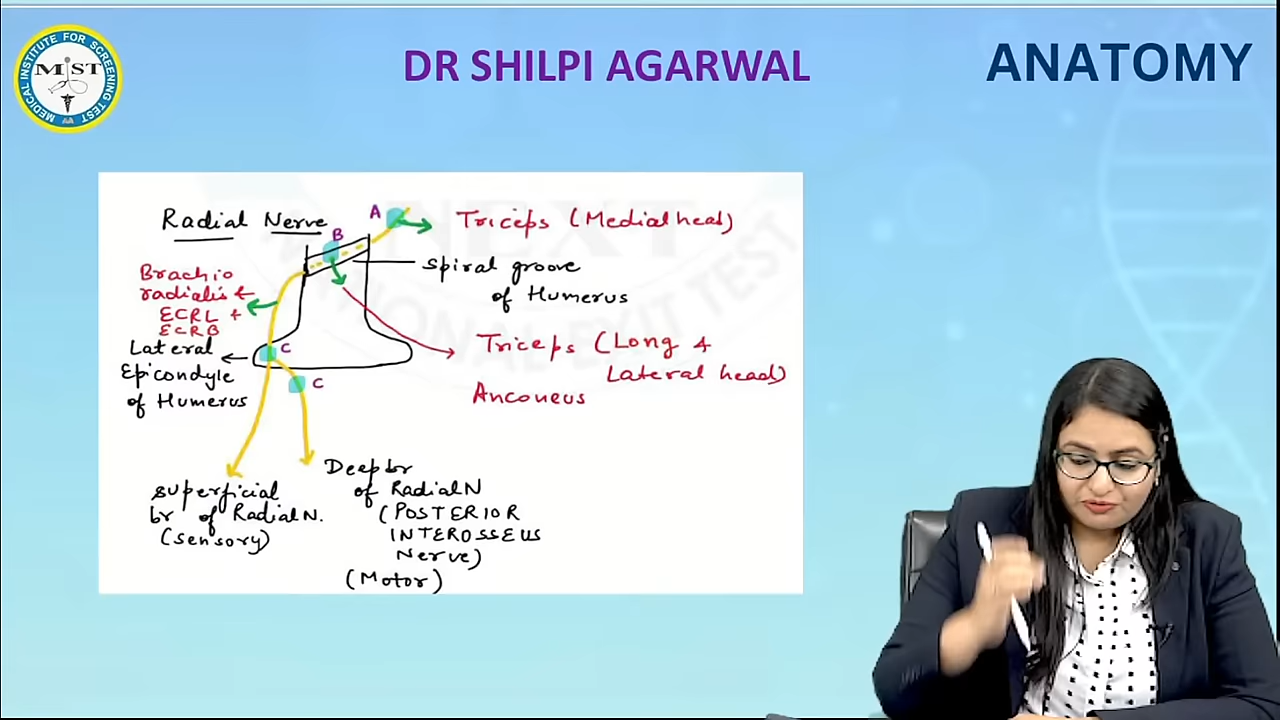 MEDICAL INSTITUTE FOR SCREENING TEST
MIST
DR SHILPI AGARWAL
ANATOMY
Radial Nerve
A
Triceps (Medial head)
B
Spiral groove
of Humerus
Brachio
radialis
ECRL +
ECRB
Triceps (Long &
Lateral head)
Anconeus
Lateral
Epicondyle
of Humerus
C
C
superficial
br of Radial N.
(sensory)
Deep br
of Radial N
(POSTERIOR
INTEROSSEUS
Nerve)
(Motor)